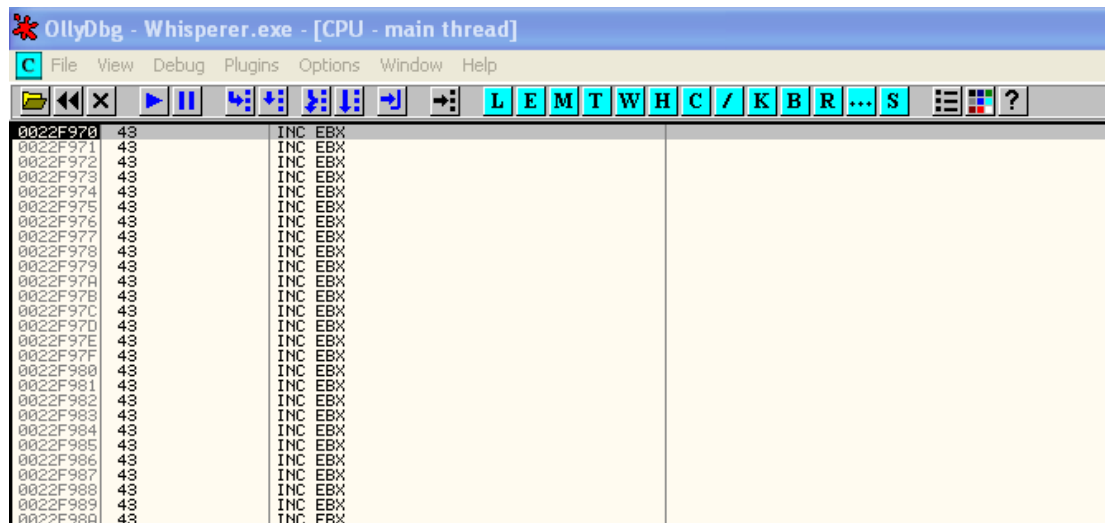 OllyDbg - Whisperer.exe - [CPU - main thread]
C File View Debug Plugins Options Window Help
L E M T W H C / K B R ... S ?
0022F970 43 INC EBX
0022F971 43 INC EBX
0022F972 43 INC EBX
0022F973 43 INC EBX
0022F974 43 INC EBX
0022F975 43 INC EBX
0022F976 43 INC EBX
0022F977 43 INC EBX
0022F978 43 INC EBX
0022F979 43 INC EBX
0022F97A 43 INC EBX
0022F97B 43 INC EBX
0022F97C 43 INC EBX
0022F97D 43 INC EBX
0022F97E 43 INC EBX
0022F97F 43 INC EBX
0022F980 43 INC EBX
0022F981 43 INC EBX
0022F982 43 INC EBX
0022F983 43 INC EBX
0022F984 43 INC EBX
0022F985 43 INC EBX
0022F986 43 INC EBX
0022F987 43 INC EBX
0022F988 43 INC EBX
0022F989 43 INC EBX
0022F98A 43 INC EBX